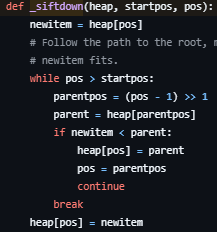 def _siftdown(heap, startpos, pos):
    newitem = heap[pos]
    # Follow the path to the root,
    # newitem fits.
    while pos > startpos:
        parentpos = (pos - 1) >> 1
        parent = heap[parentpos]
        if newitem < parent:
            heap[pos] = parent
            pos = parentpos
            continue
        break
    heap[pos] = newitem